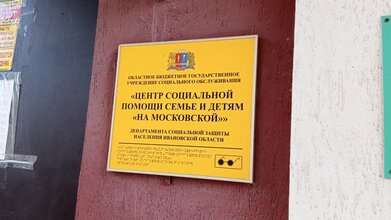 ОБЛАСТНОЕ БЮДЖЕТНОЕ ГОСУДАРСТВЕННОЕ
УЧРЕЖДЕНИЕ СОЦИАЛЬНОГО ОБСЛУЖИВАНИЯ
«ЦЕНТР СОЦИАЛЬНОЙ
ПОМОЩИ СЕМЬЕ И ДЕТЯМ
«НА МОСКОВСКОЙ»»
ДЕПАРТАМЕНТА СОЦИАЛЬНОЙ ЗАЩИТЫ
НАСЕЛЕНИЯ ИВАНОВСКОЙ ОБЛАСТИ